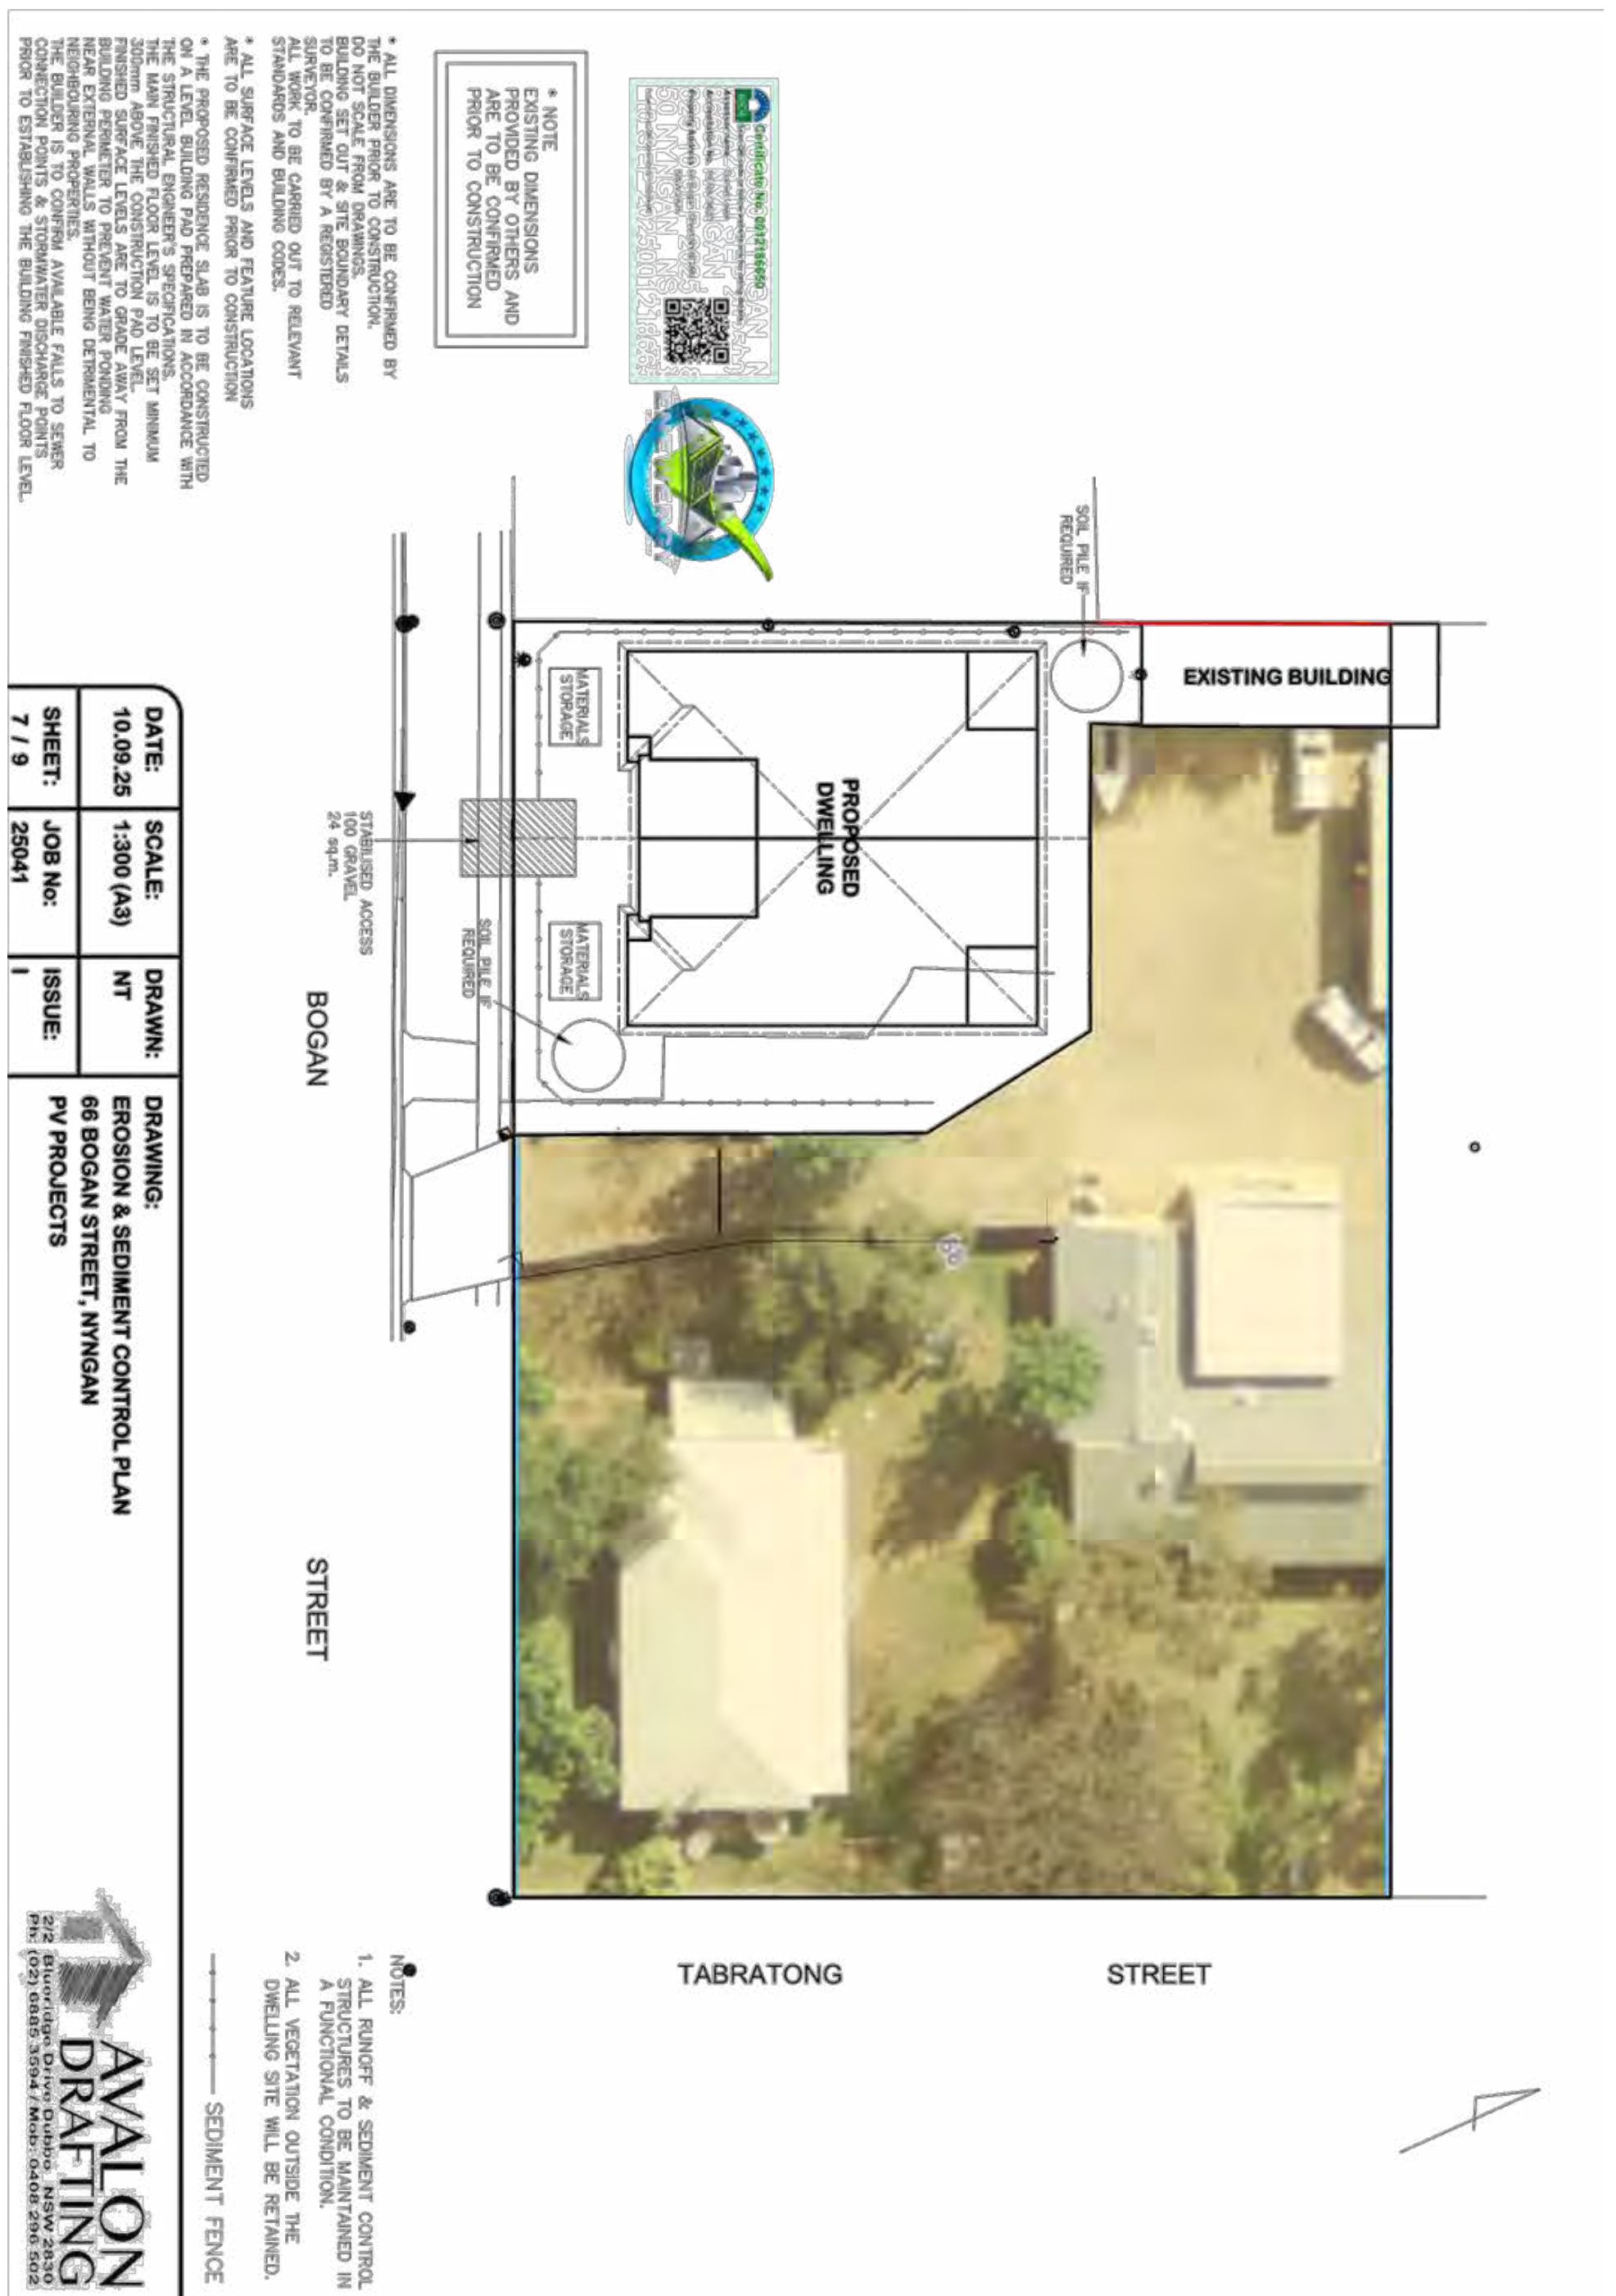 Certificate No. 0012186650
* NOTE
EXISTING DIMENSIONS
PROVIDED BY OTHERS AND
ARE TO BE CONFIRMED
PRIOR TO CONSTRUCTION
* ALL DIMENSIONS ARE TO BE CONFIRMED BY
THE BUILDER PRIOR TO CONSTRUCTION.
DO NOT SCALE FROM DRAWINGS.
BUILDING SET OUT & SITE BOUNDARY DETAILS
TO BE CONFIRMED BY A REGISTERED
SURVEYOR.
ALL WORK TO BE CARRIED OUT TO RELEVANT
STANDARDS AND BUILDING CODES.
* ALL SURFACE LEVELS AND FEATURE LOCATIONS
ARE TO BE CONFIRMED PRIOR TO CONSTRUCTION
* THE PROPOSED RESIDENCE SLAB IS TO BE CONSTRUCTED
ON A LEVEL BUILDING PAD PREPARED IN ACCORDANCE WITH
THE STRUCTURAL ENGINEER'S SPECIFICATIONS.
THE MAIN FINISHED FLOOR LEVEL IS TO BE SET MINIMUM
300mm ABOVE THE CONSTRUCTION PAD LEVEL.
FINISHED SURFACE LEVELS ARE TO GRADE AWAY FROM THE
BUILDING PERIMETER TO PREVENT WATER PONDING
NEAR EXTERNAL WALLS WITHOUT BEING DETRIMENTAL TO
NEIGHBOURING PROPERTIES.
THE BUILDER IS TO CONFIRM AVAILABLE FALLS TO SEWER
CONNECTION POINTS & STORMWATER DISCHARGE POINTS
PRIOR TO ESTABLISHING THE BUILDING FINISHED FLOOR LEVEL.
SOIL PILE IF
REQUIRED
EXISTING BUILDING
MATERIALS
STORAGE
PROPOSED
DWELLING
STABILISED ACCESS
100 GRAVEL
24 sq.m.
MATERIALS
STORAGE
SOIL PILE IF
REQUIRED
BOGAN
STREET
66
TABRATONG
STREET
NOTES:
1. ALL RUNOFF & SEDIMENT CONTROL
STRUCTURES TO BE MAINTAINED IN
A FUNCTIONAL CONDITION.
2. ALL VEGETATION OUTSIDE THE
DWELLING SITE WILL BE RETAINED.
SEDIMENT FENCE
DATE:
10.09.25
SCALE:
1:300 (A3)
DRAWN:
NT
SHEET:
7 / 9
JOB No:
25041
ISSUE:
I
DRAWING:
EROSION & SEDIMENT CONTROL PLAN
66 BOGAN STREET, NYNGAN
PV PROJECTS
AVALON
DRAFTING
2/2 Blueridge Drive Dubbo NSW 2830
Ph: (02) 6885 3594 / Mob: 0408 296 502